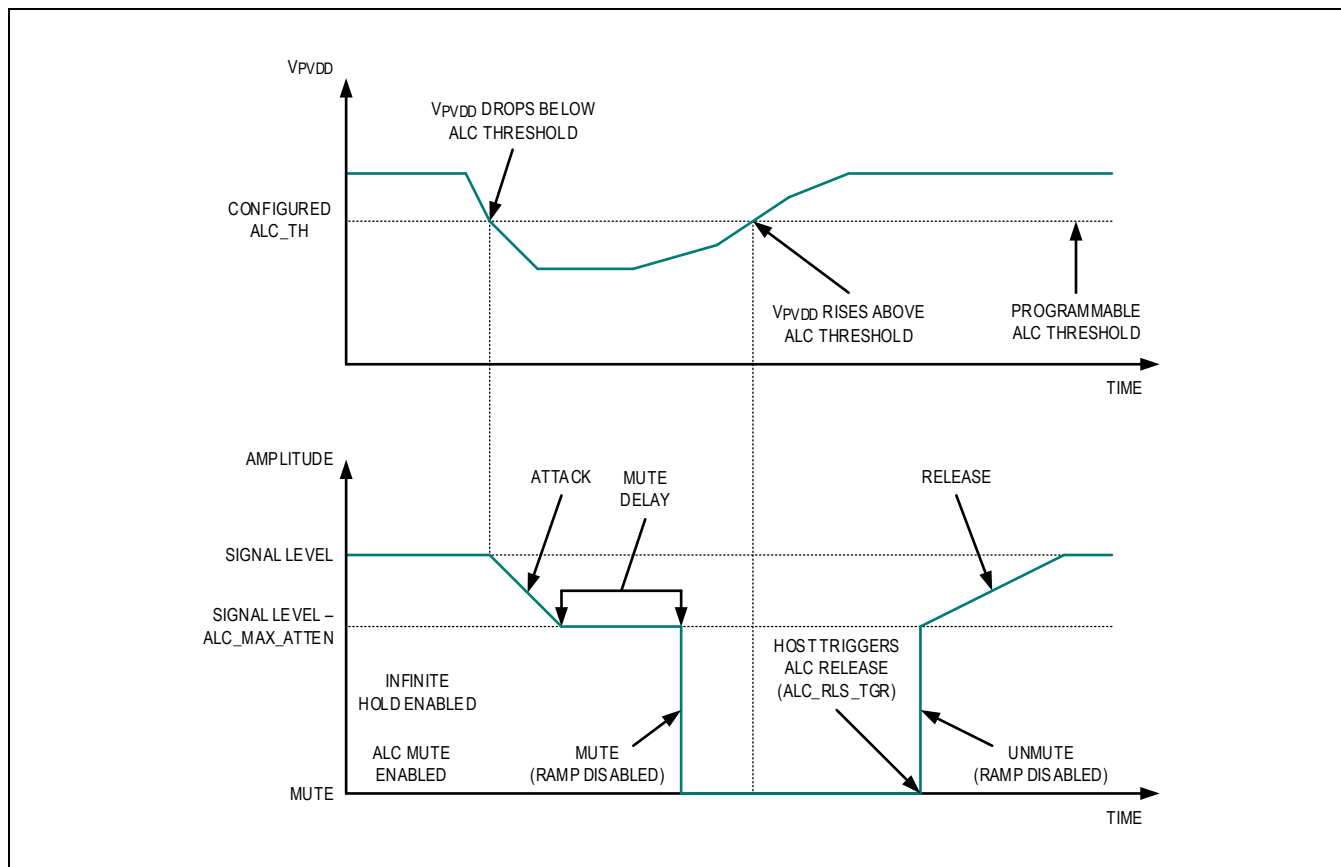 VPVDD
VPVDD DROPS BELOW
ALC THRESHOLD
CONFIGURED
ALC_TH
VPVDD RISES ABOVE
ALC THRESHOLD
PROGRAMMABLE
ALC THRESHOLD
TIME
AMPLITUDE
ATTACK
MUTE
DELAY
RELEASE
SIGNAL LEVEL
SIGNAL LEVEL –
ALC_MAX_ATTEN
HOST TRIGGERS
ALC RELEASE
(ALC_RLS_TGR)
INFINITE
HOLD ENABLED
ALC MUTE
ENABLED
MUTE
(RAMP DISABLED)
UNMUTE
(RAMP DISABLED)
MUTE
TIME